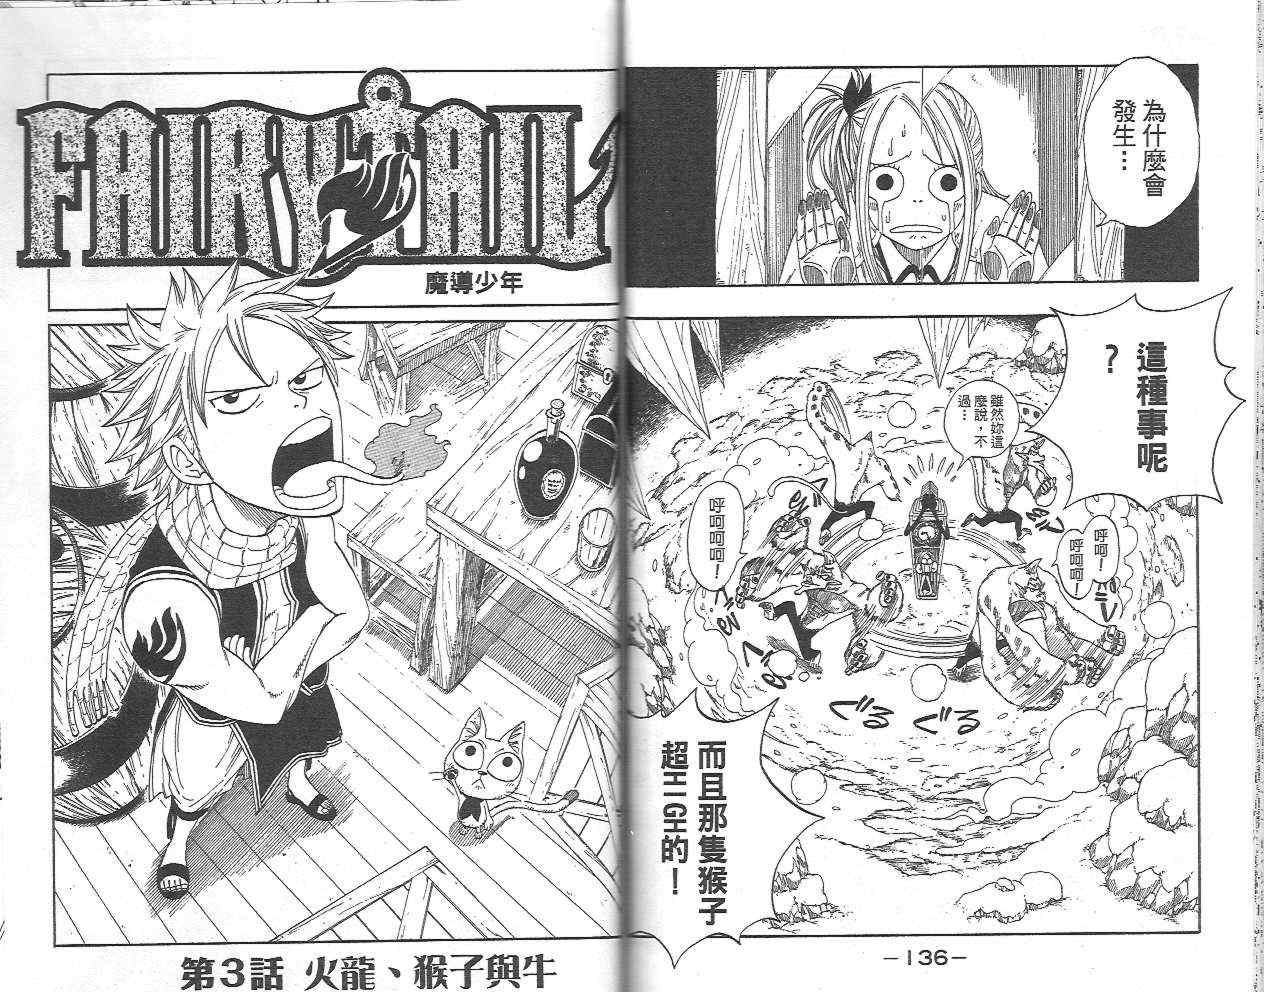 為什麼會
發生…
這種事呢
？
雖然妳這
麼說，不
過…
呼呵！
呼呵呵！
呼呵呵呵！
ぐる
ぐる
ぐる
而且那隻猴子
超HIGH的！
－136－
FAIRY TAIL
魔導少年
第3話 火龍、猴子與牛